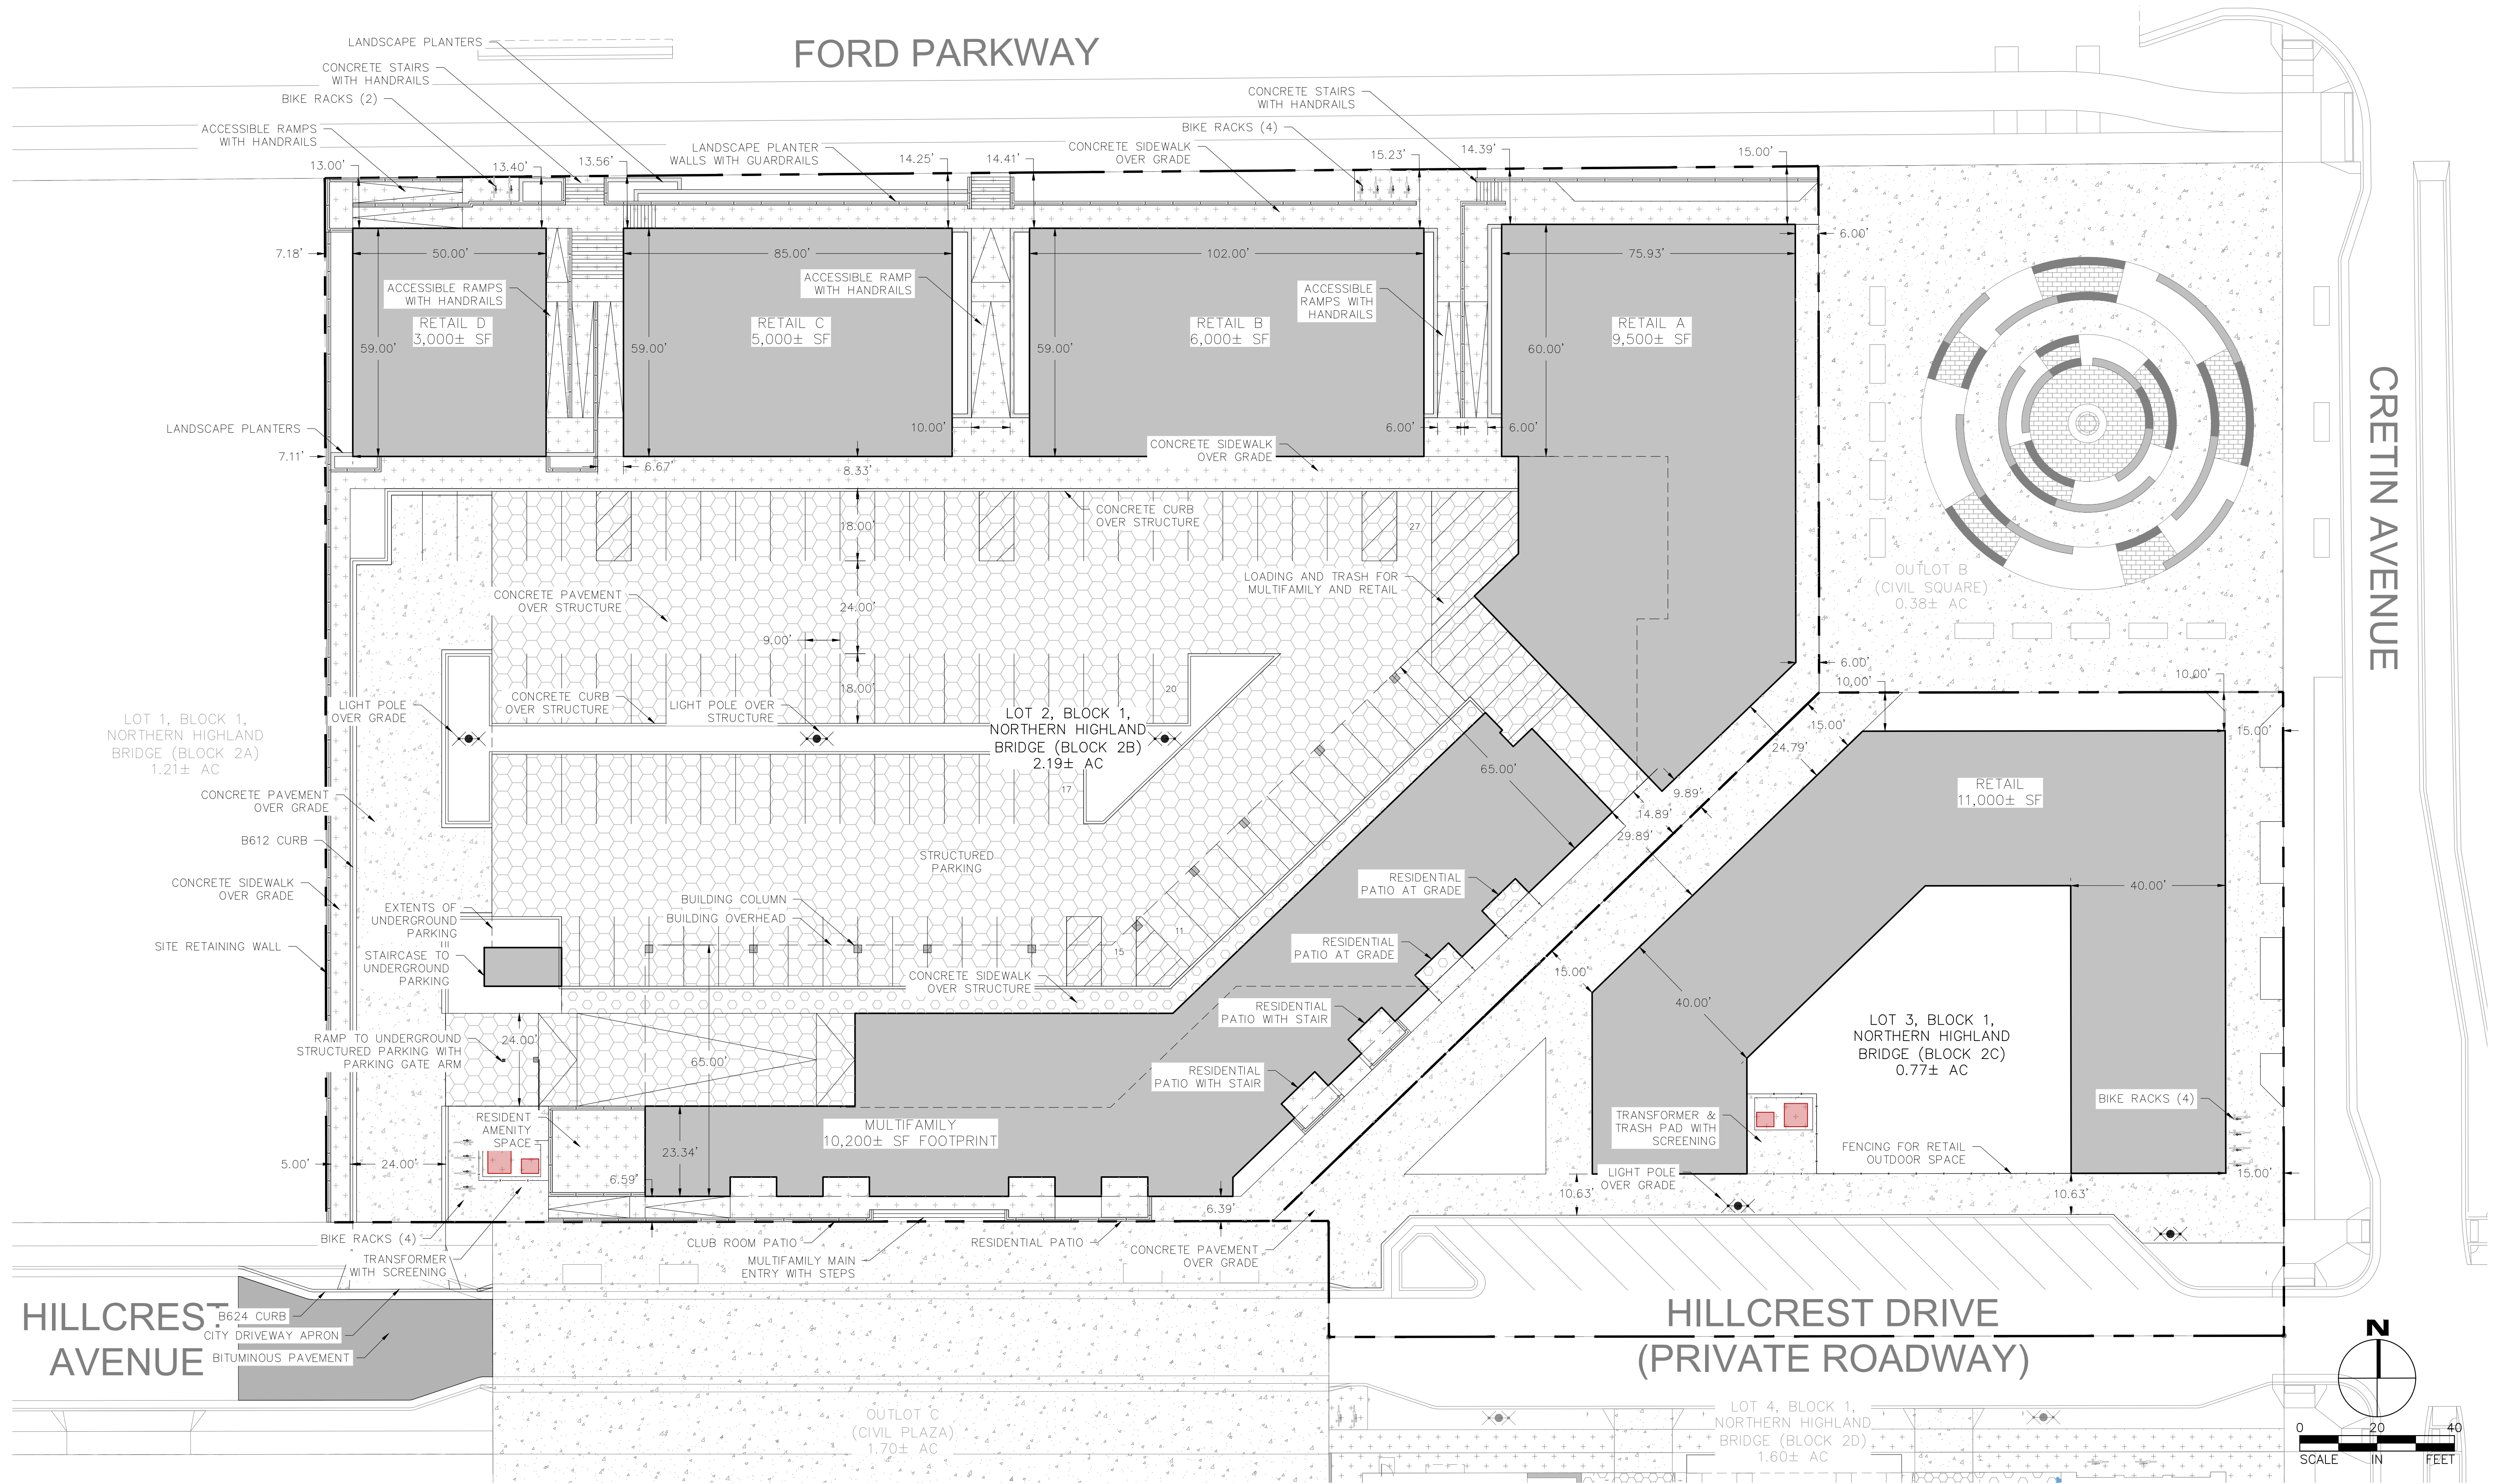 FORD PARKWAY
LANDSCAPE PLANTERS
CONCRETE STAIRS
WITH HANDRAILS
BIKE RACKS (2)
ACCESSIBLE RAMPS
WITH HANDRAILS
CONCRETE STAIRS
WITH HANDRAILS
BIKE RACKS (4)
LANDSCAPE PLANTER
WALLS WITH GUARDRAILS
CONCRETE SIDEWALK
OVER GRADE
13.00'
13.40'
13.56'
14.25'
14.41'
15.23'
14.39'
15.00'
7.18'
50.00'
85.00'
102.00'
75.93'
6.00'
ACCESSIBLE RAMPS
WITH HANDRAILS
ACCESSIBLE RAMP
WITH HANDRAILS
ACCESSIBLE
RAMPS WITH
HANDRAILS
RETAIL D
3,000± SF
RETAIL C
5,000± SF
RETAIL B
6,000± SF
RETAIL A
9,500± SF
59.00'
59.00'
59.00'
60.00'
CRETIN AVENUE
LANDSCAPE PLANTERS
10.00'
6.00'
6.00'
7.11'
6.67'
8.33'
CONCRETE SIDEWALK
OVER GRADE
CONCRETE CURB
OVER STRUCTURE
18.00'
27
OUTLOT B
(CIVIL SQUARE)
0.38± AC
LOADING AND TRASH FOR
MULTIFAMILY AND RETAIL
CONCRETE PAVEMENT
OVER STRUCTURE
24.00'
9.00'
6.00'
10.00'
10.00'
18.00'
20
CONCRETE CURB
OVER STRUCTURE
LIGHT POLE
OVER GRADE
LIGHT POLE OVER
STRUCTURE
LOT 1, BLOCK 1,
NORTHERN HIGHLAND
BRIDGE (BLOCK 2A)
1.21± AC
LOT 2, BLOCK 1,
NORTHERN HIGHLAND
BRIDGE (BLOCK 2B)
2.19± AC
15.00'
15.00'
24.79'
65.00'
17
9.89'
14.89'
29.89'
RETAIL
11,000± SF
CONCRETE PAVEMENT
OVER GRADE
B612 CURB
STRUCTURED
PARKING
CONCRETE SIDEWALK
OVER GRADE
RESIDENTIAL
PATIO AT GRADE
40.00'
EXTENTS OF
UNDERGROUND
PARKING
BUILDING COLUMN
BUILDING OVERHEAD
11
15
SITE RETAINING WALL
STAIRCASE TO
UNDERGROUND
PARKING
RESIDENTIAL
PATIO AT GRADE
CONCRETE SIDEWALK
OVER STRUCTURE
15.00'
40.00'
RESIDENTIAL
PATIO WITH STAIR
RAMP TO UNDERGROUND
STRUCTURED PARKING WITH
PARKING GATE ARM
24.00'
65.00'
LOT 3, BLOCK 1,
NORTHERN HIGHLAND
BRIDGE (BLOCK 2C)
0.77± AC
RESIDENTIAL
PATIO WITH STAIR
BIKE RACKS (4)
RESIDENT
AMENITY
SPACE
MULTIFAMILY
10,200± SF FOOTPRINT
TRANSFORMER &
TRASH PAD WITH
SCREENING
FENCING FOR RETAIL
OUTDOOR SPACE
23.34'
5.00'
24.00'
6.59'
LIGHT POLE
OVER GRADE
15.00'
10.63'
10.63'
6.39'
BIKE RACKS (4)
TRANSFORMER
WITH SCREENING
CLUB ROOM PATIO
MULTIFAMILY MAIN
ENTRY WITH STEPS
RESIDENTIAL PATIO
CONCRETE PAVEMENT
OVER GRADE
HILLCREST
AVENUE
B624 CURB
CITY DRIVEWAY APRON
BITUMINOUS PAVEMENT
HILLCREST DRIVE
(PRIVATE ROADWAY)
OUTLOT C
(CIVIL PLAZA)
1.70± AC
LOT 4, BLOCK 1,
NORTHERN HIGHLAND
BRIDGE (BLOCK 2D)
1.60± AC
N
0 20 40
SCALE IN FEET